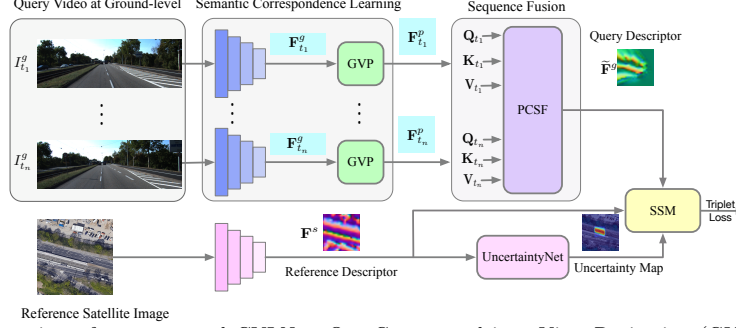 Query Video at Ground-level
Semantic Correspondence Learning
Sequence Fusion
I^g_{t_1}
F^g_{t_1}
GVP
F^p_{t_1}
Q_{t_1}
K_{t_1}
V_{t_1}
PCSF
Query Descriptor
F̃^g
I^g_{t_n}
F^g_{t_n}
GVP
F^p_{t_n}
Q_{t_n}
K_{t_n}
V_{t_n}
SSM
Triplet
Loss
F^s
Reference Descriptor
UncertaintyNet
Uncertainty Map
Reference Satellite Image